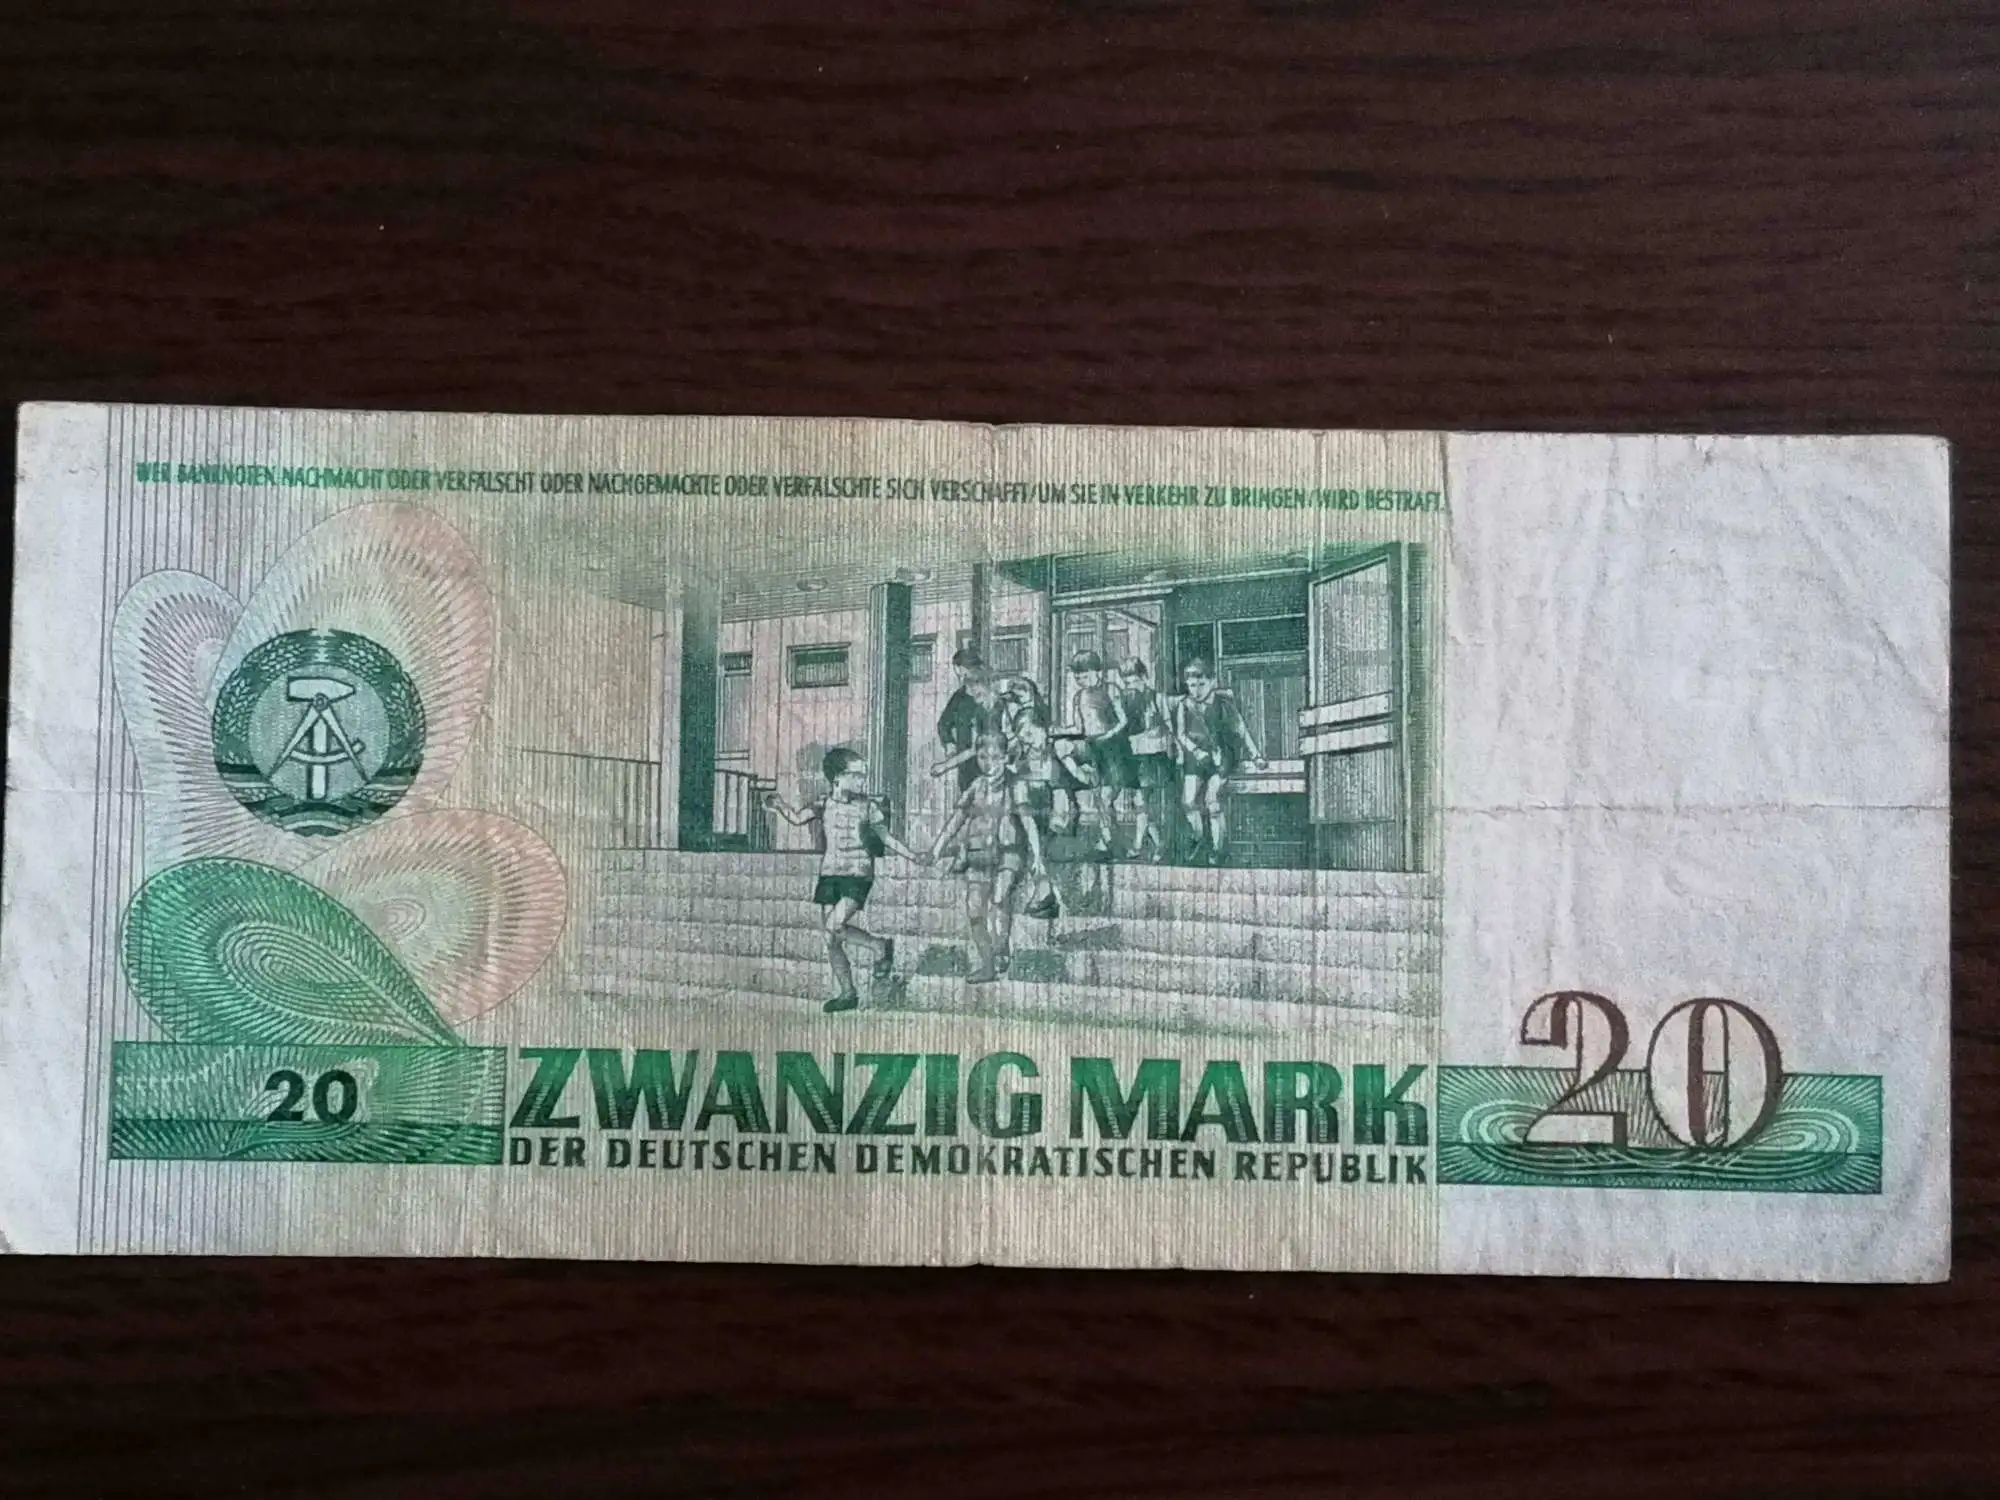 WER BANKNOTEN NACHMACHT ODER VERFÄLSCHT ODER NACHGEMACHTE ODER VERFÄLSCHTE SICH VERSCHAFFT/UM SIE IN VERKEHR ZU BRINGEN/WIRD BESTRAFT.
20
ZWANZIG MARK
DER DEUTSCHEN DEMOKRATISCHEN REPUBLIK
20